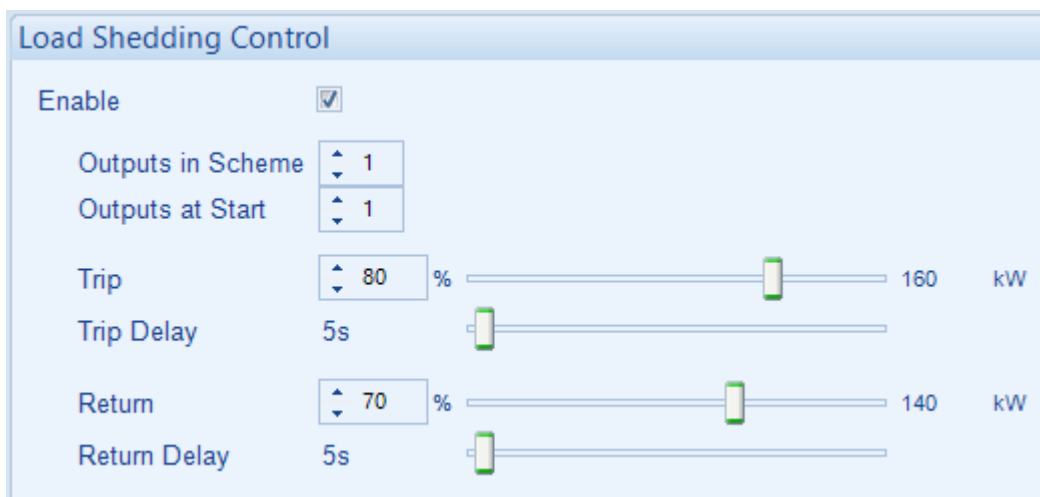 Load Shedding Control
Enable
Outputs in Scheme 1
Outputs at Start 1
Trip 80 % 160 kW
Trip Delay 5s
Return 70 % 140 kW
Return Delay 5s